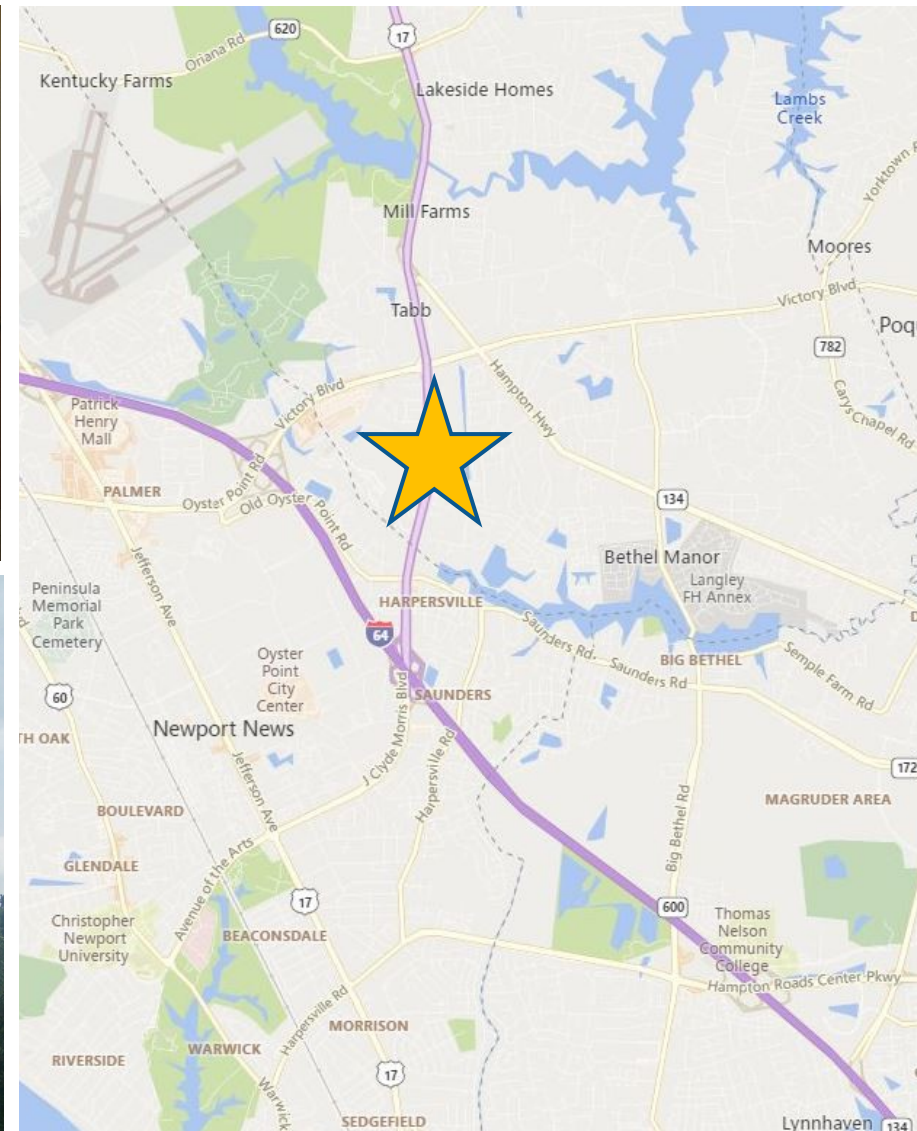 620
17
Oriana Rd
Kentucky Farms
Lakeside Homes
Lambs
Creek
Yorktown
Mill Farms
Moores
Tabb
Victory Blvd
Poq
782
Hampton Hwy
Carys Chapel Rd
Patrick
Henry
Mall
Victory Blvd
PALMER
Oyster Point Rd
Old Oyster Point Rd
134
Jefferson Ave
Bethel Manor
Langley
FH Annex
Peninsula
Memorial
Park
Cemetery
HARPERSVILLE
64
Saunders Rd
Saunders Rd
BIG BETHEL
Semple Farm Rd
Oyster
Point
City
Center
60
SAUNDERS
TH OAK
Newport News
J Clyde Morris Blvd
Harpersville Rd
172
Jefferson Ave
BOULEVARD
MAGRUDER AREA
Big Bethel Rd
GLENDALE
Avenue of the Arts
17
600
Christopher
Newport
University
BEACONSDALE
Thomas
Nelson
Community
College
Hampton Roads Center Pkwy
Harpersville Rd
MORRISON
WARWICK
RIVERSIDE
17
Warwick
SEDGEFIELD
Lynnhaven
134